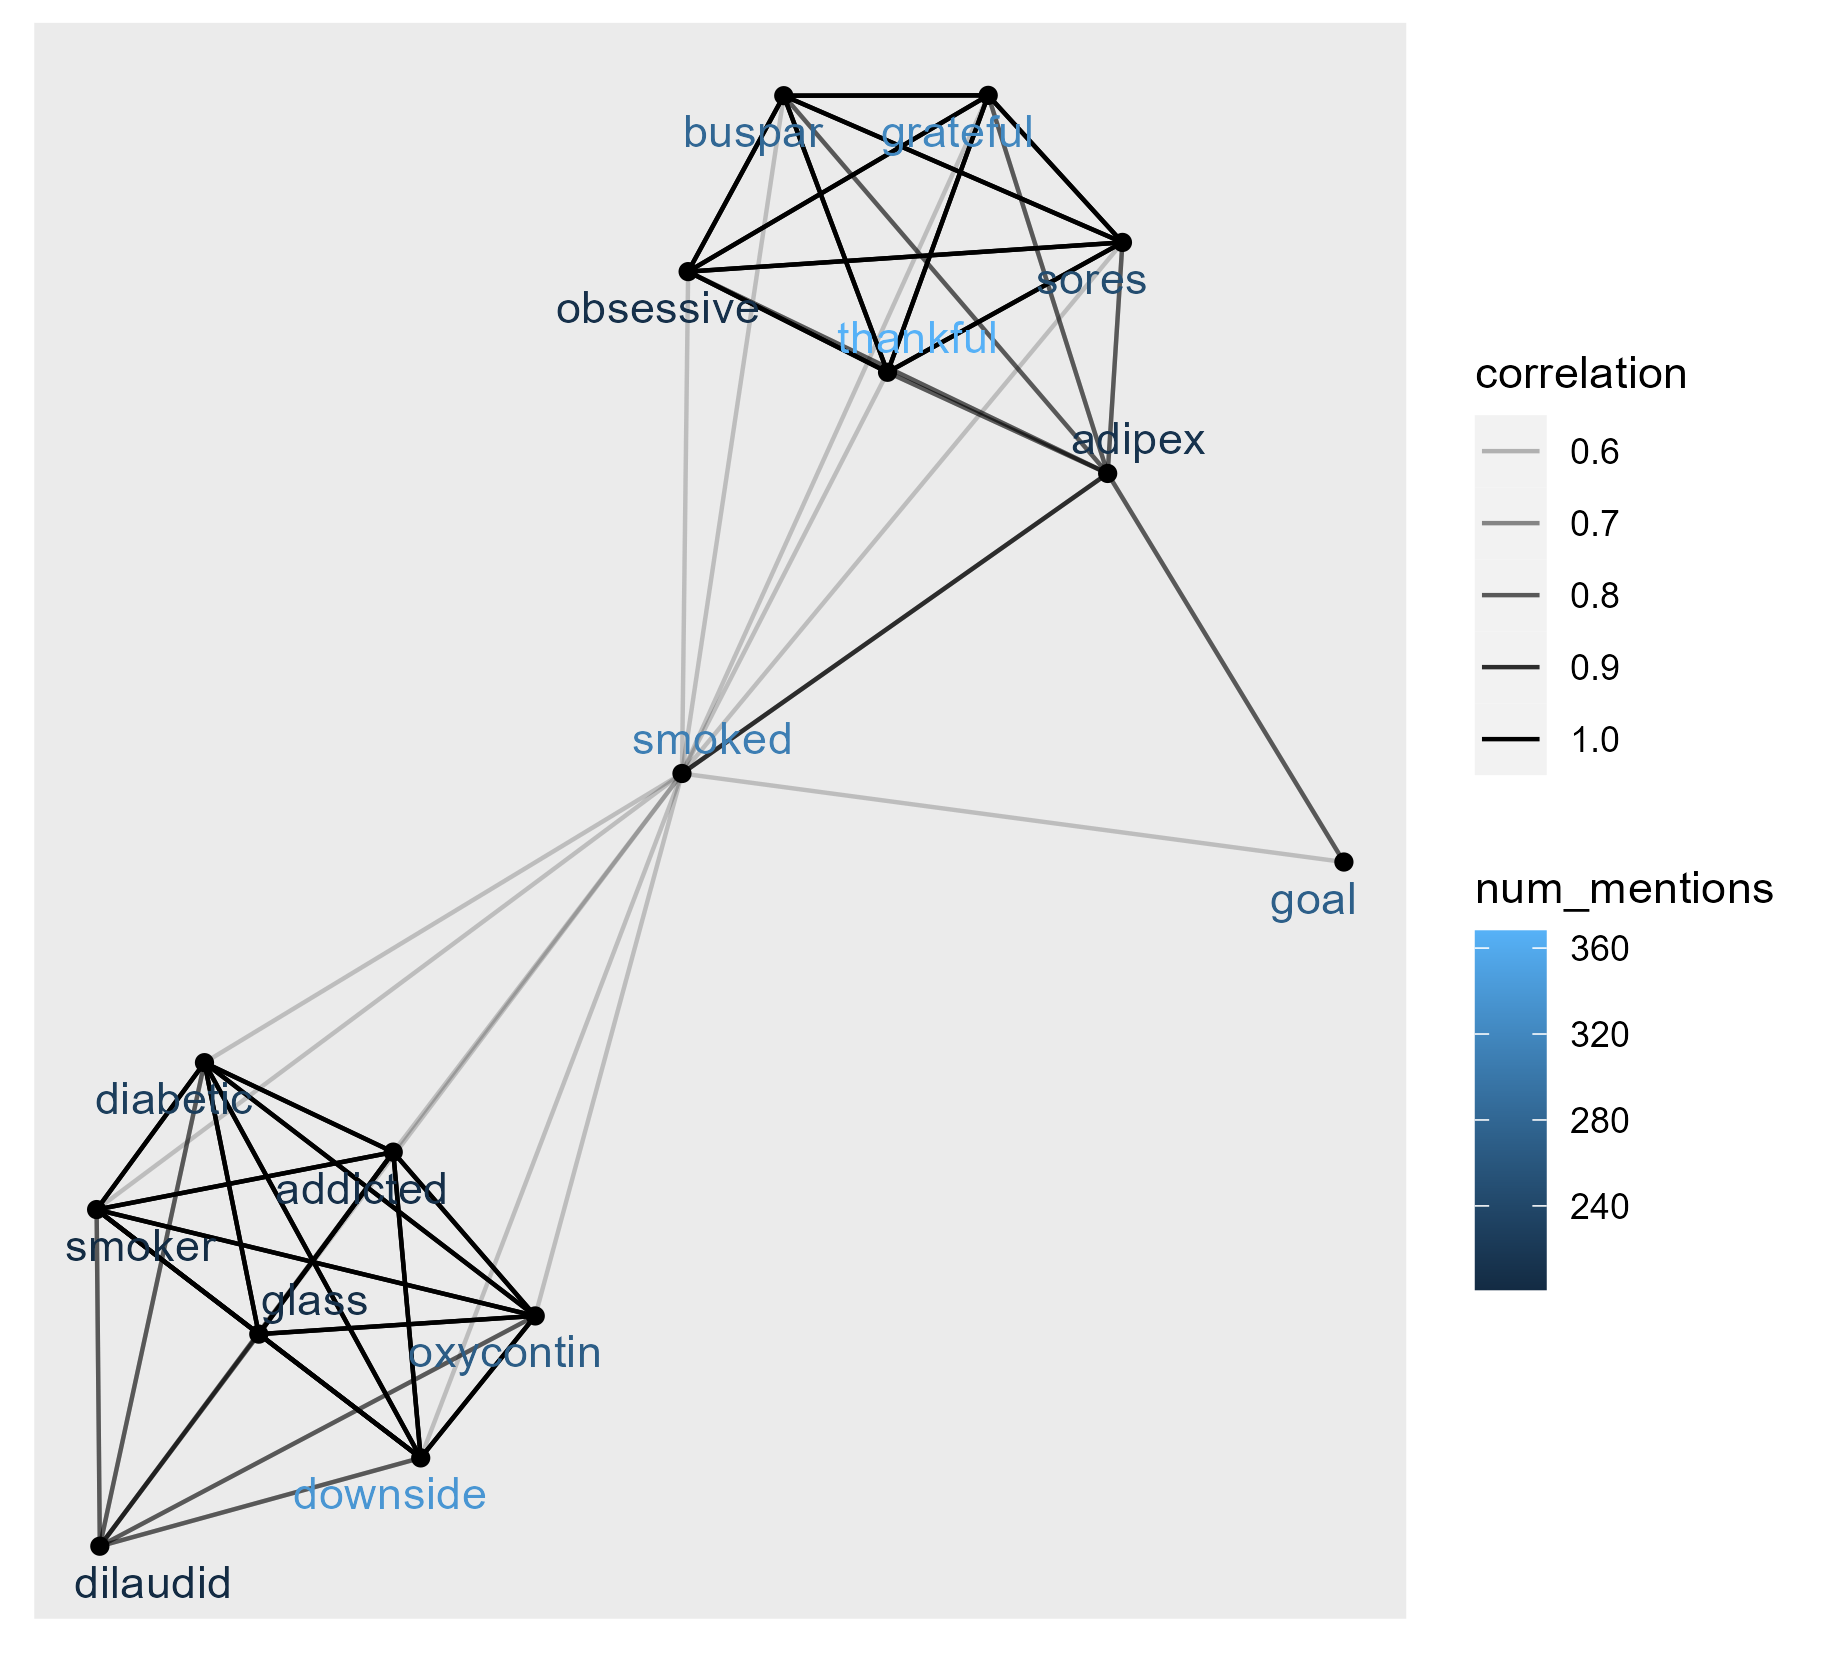 buspar
grateful
sores
obsessive
thankful
adipex
smoked
goal
diabetic
addicted
smoker
glass
oxycontin
downside
dilaudid
correlation
0.6
0.7
0.8
0.9
1.0
num_mentions
360
320
280
240